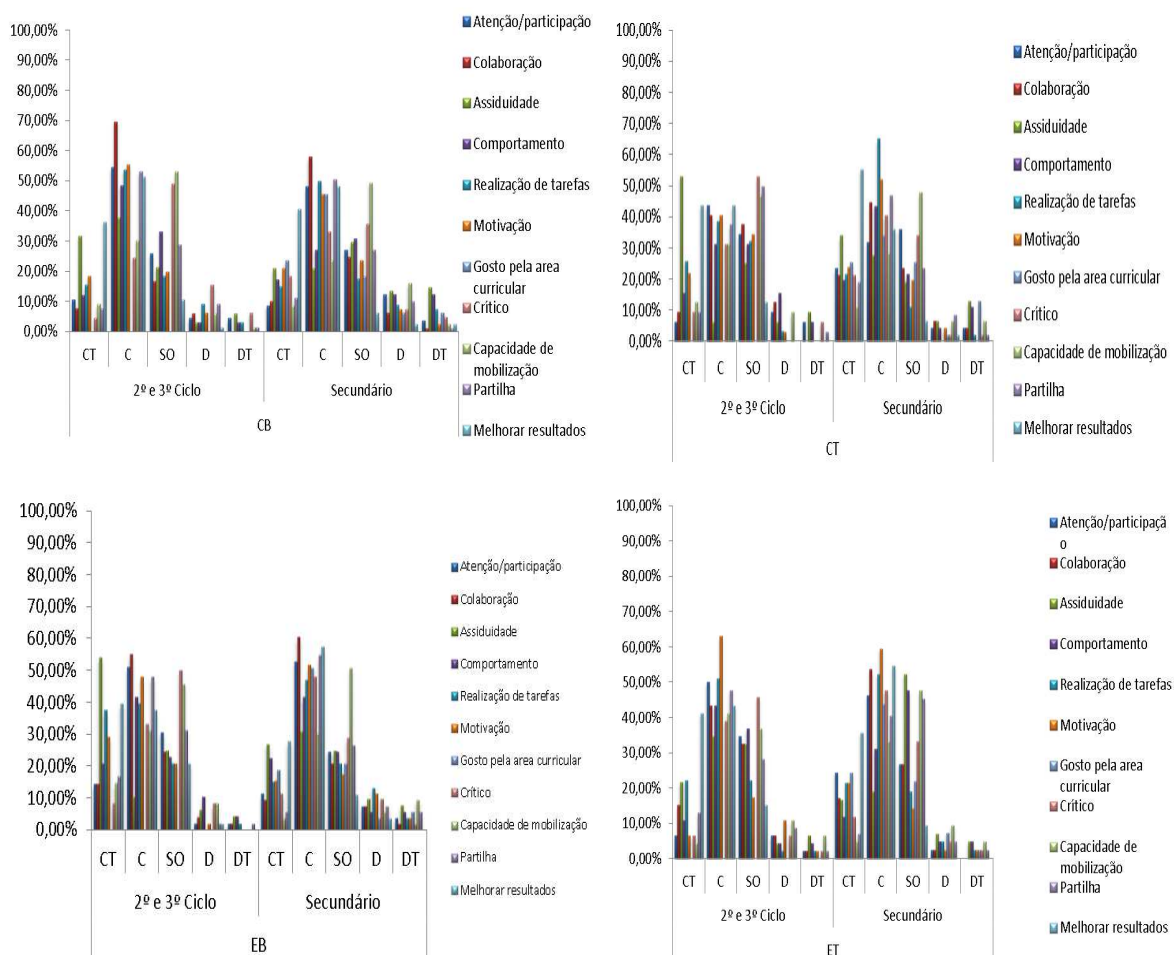 100,00%
90,00%
80,00%
70,00%
60,00%
50,00%
40,00%
30,00%
20,00%
10,00%
0,00%
CT C SO D DT CT C SO D DT
2º e 3º Ciclo Secundário
CB
Atenção/participação
Colaboração
Assiduidade
Comportamento
Realização de tarefas
Motivação
Gosto pela area
curricular
Crítico
Capacidade de
mobilização
Partilha
Melhorar resultados
100,00%
90,00%
80,00%
70,00%
60,00%
50,00%
40,00%
30,00%
20,00%
10,00%
0,00%
CT C SO D DT CT C SO D DT
2º e 3º Ciclo Secundário
CT
Atenção/participação
Colaboração
Assiduidade
Comportamento
Realização de tarefas
Motivação
Gosto pela area curricular
Crítico
Capacidade de mobilização
Partilha
Melhorar resultados
100,00%
90,00%
80,00%
70,00%
60,00%
50,00%
40,00%
30,00%
20,00%
10,00%
0,00%
CT C SO D DT CT C SO D DT
2º e 3º Ciclo Secundário
EB
Atenção/participação
Colaboração
Assiduidade
Comportamento
Realização de tarefas
Motivação
Gosto pela area curricular
Crítico
Capacidade de mobilização
Partilha
Melhorar resultados
100,00%
90,00%
80,00%
70,00%
60,00%
50,00%
40,00%
30,00%
20,00%
10,00%
0,00%
CT C SO D DT CT C SO D DT
2º e 3º Ciclo Secundário
ET
Atenção/participaçã
o
Colaboração
Assiduidade
Comportamento
Realização de tarefas
Motivação
Gosto pela area
curricular
Crítico
Capacidade de
mobilização
Partilha
Melhorar resultados